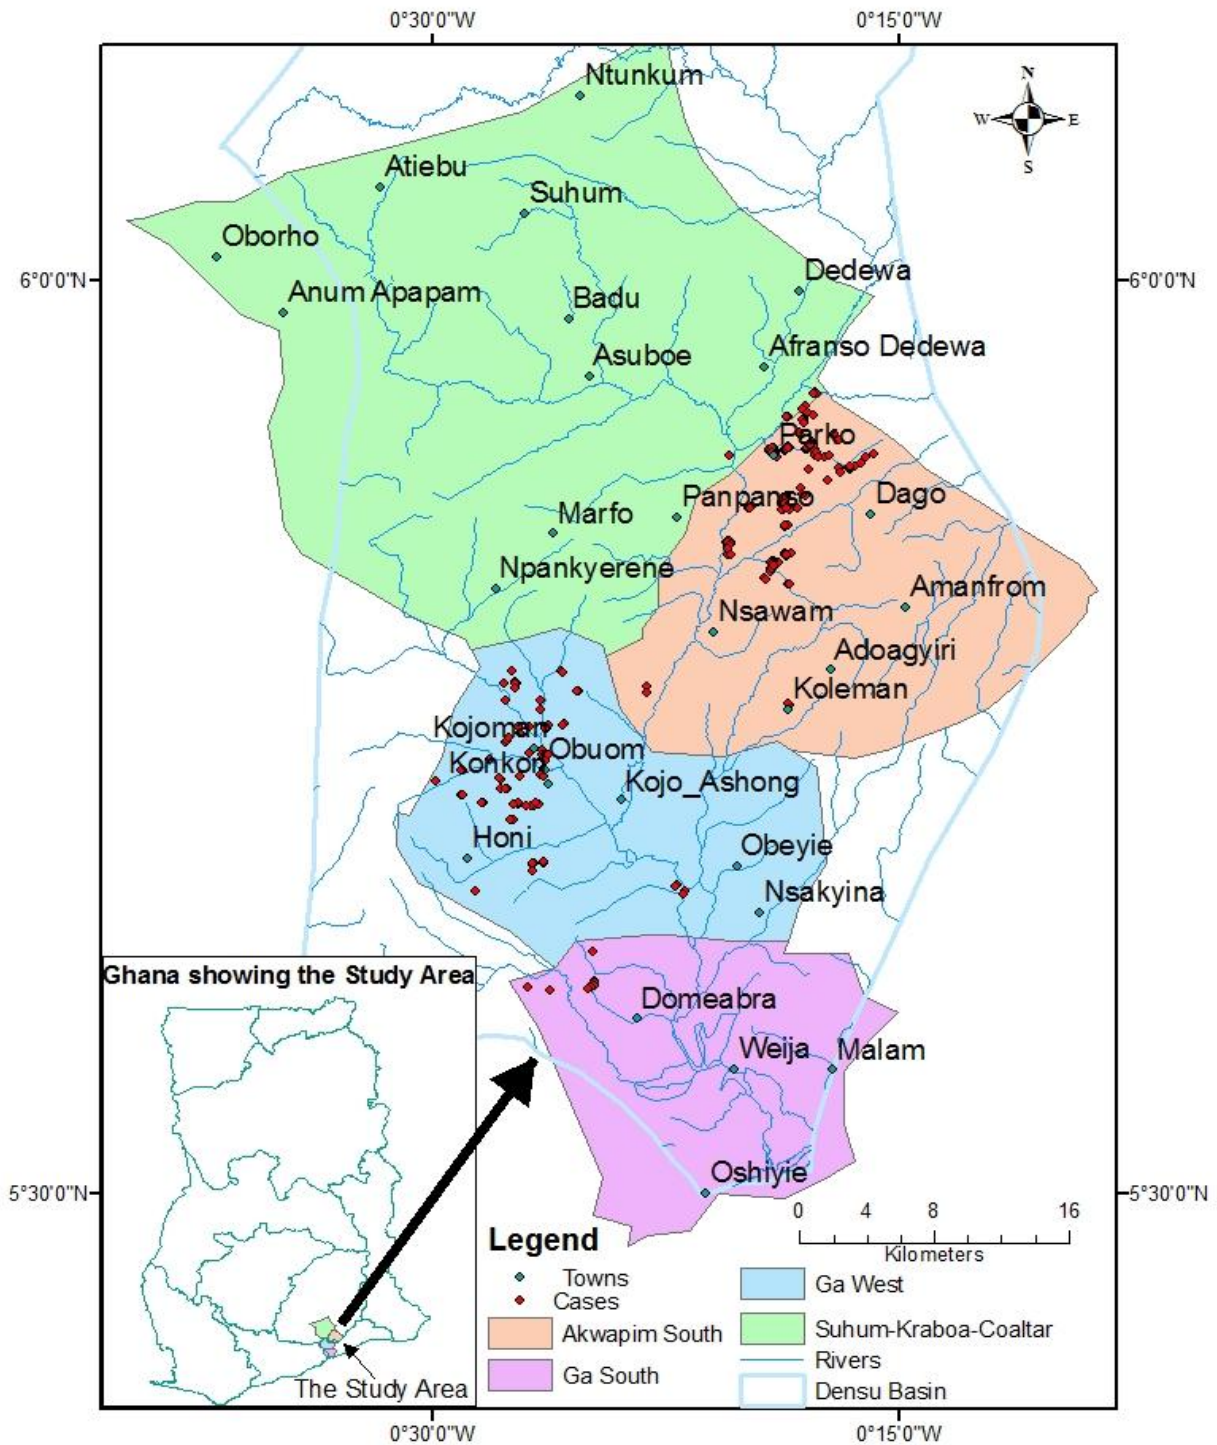 0°30'0"W 0°15'0"W
N
W E
S
Ntunkum
Atiebu
Suhum
Oborho
6°0'0"N 6°0'0"N
Dedewa
Anum Apapam
Badu
Afranso Dedewa
Asuboe
Parko
Panpanso
Dago
Marfo
Npankyerene
Amanfrom
Nsawam
Adoagyiri
Koleman
Kojoman
Obuom
Konkon
Kojo_Ashong
Honi
Obeyie
Nsakyina
Ghana showing the Study Area
Domeabra
Weija
Malam
Oshiyie
5°30'0"N 5°30'0"N
0 4 8 16
Kilometers
Legend
Towns
Cases
Akwapim South
Ga South
Ga West
Suhum-Kraboa-Coaltar
Rivers
Densu Basin
The Study Area
0°30'0"W 0°15'0"W